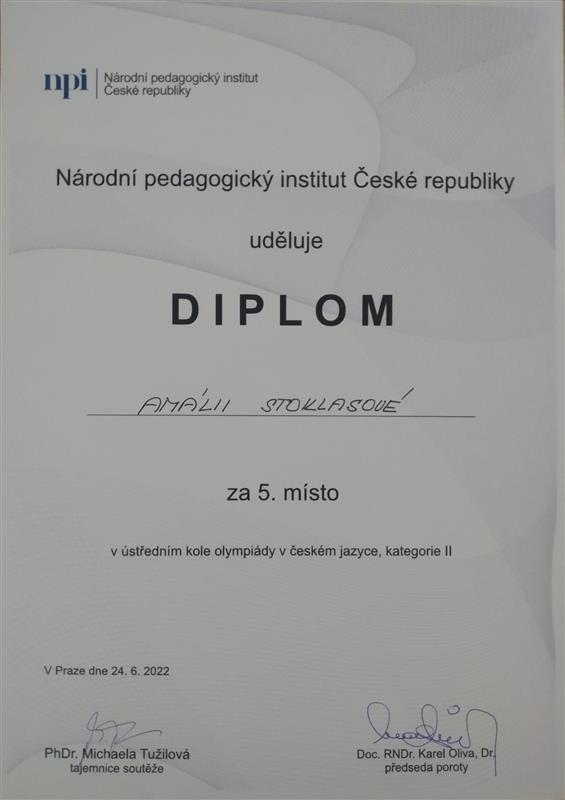 npi
Národní pedagogický institut
České republiky
Národní pedagogický institut České republiky
uděluje
DIPLOM
AMÁLII STOKLASOVÉ
za 5. místo
v ústředním kole olympiády v českém jazyce, kategorie II
V Praze dne 24. 6. 2022
PhDr. Michaela Tužilová
tajemnice soutěže
Doc. RNDr. Karel Oliva, Dr.
předseda poroty